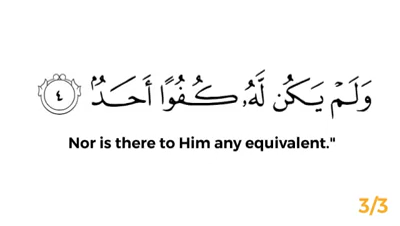 وَلَمْ يَكُن لَّهُۥ كُفُوًا أَحَدٌۢ ٤
Nor is there to Him any equivalent."
3/3